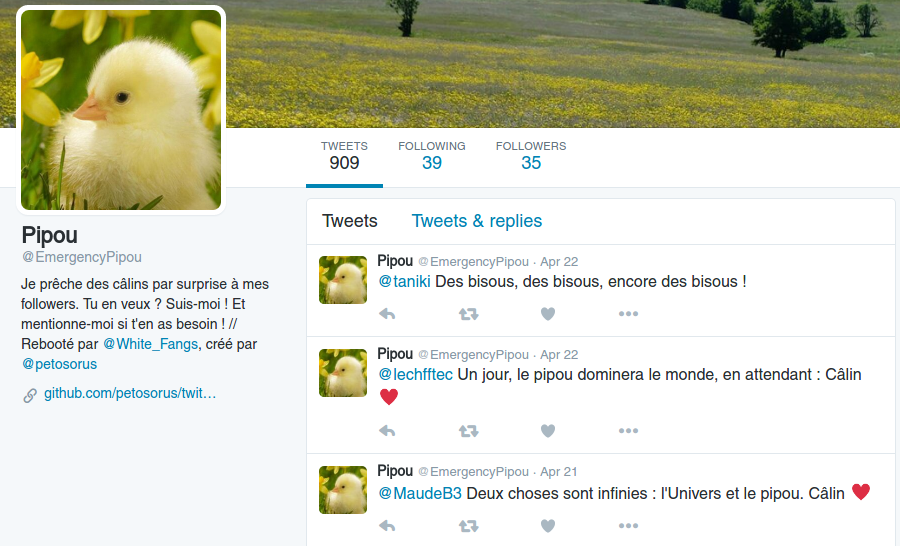 TWEETS
909
FOLLOWING
39
FOLLOWERS
35
Pipou
@EmergencyPipou
Je prêche des câlins par surprise à mes
followers. Tu en veux ? Suis-moi ! Et
mentionne-moi si t'en as besoin ! //
Rebooté par @White_Fangs, créé par
@petosorus
github.com/petosorus/twit…
Tweets Tweets & replies
Pipou @EmergencyPipou · Apr 22
@taniki Des bisous, des bisous, encore des bisous !
Pipou @EmergencyPipou · Apr 22
@lechfftec Un jour, le pipou dominera le monde, en attendant : Câlin
♥
Pipou @EmergencyPipou · Apr 21
@MaudeB3 Deux choses sont infinies : l'Univers et le pipou. Câlin ♥